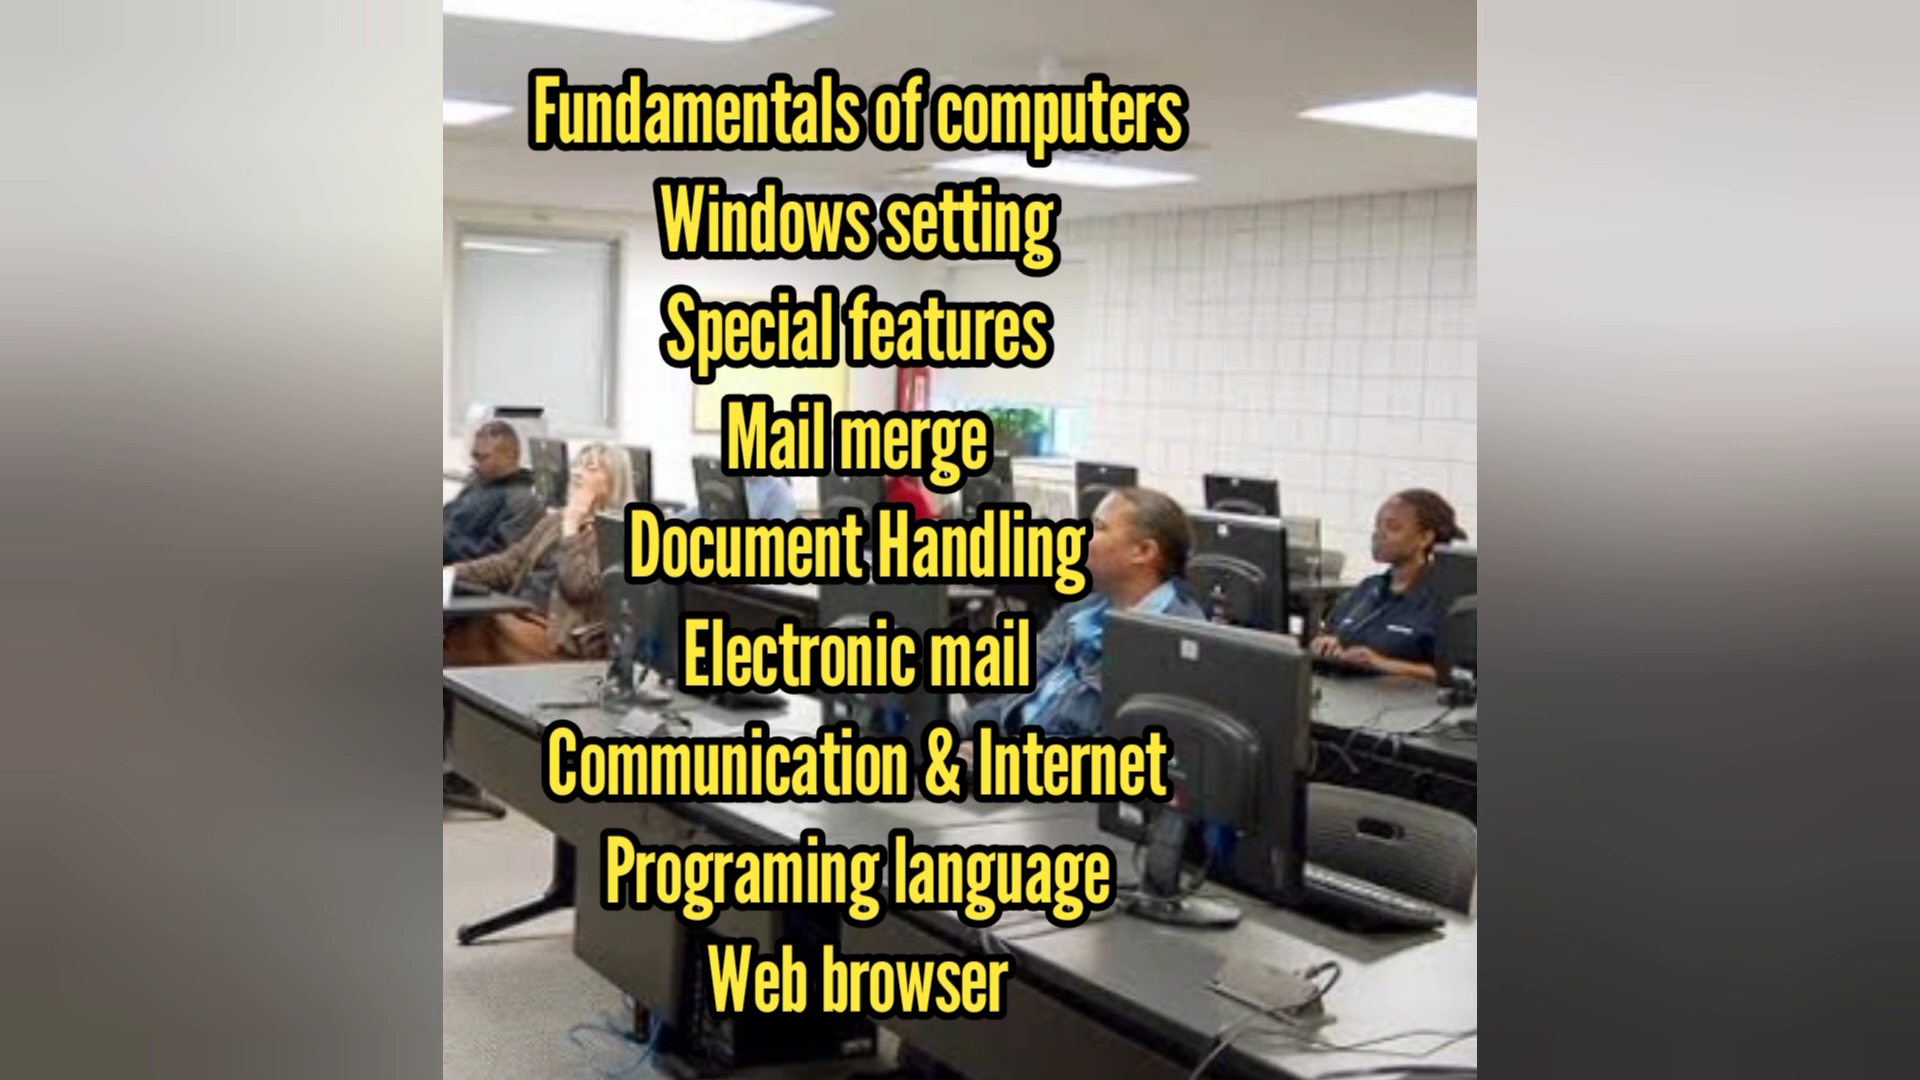 Fundamentals of computers
Windows setting
Special features
Mail merge
Document Handling
Electronic mail
Communication & Internet
Programing language
Web browser